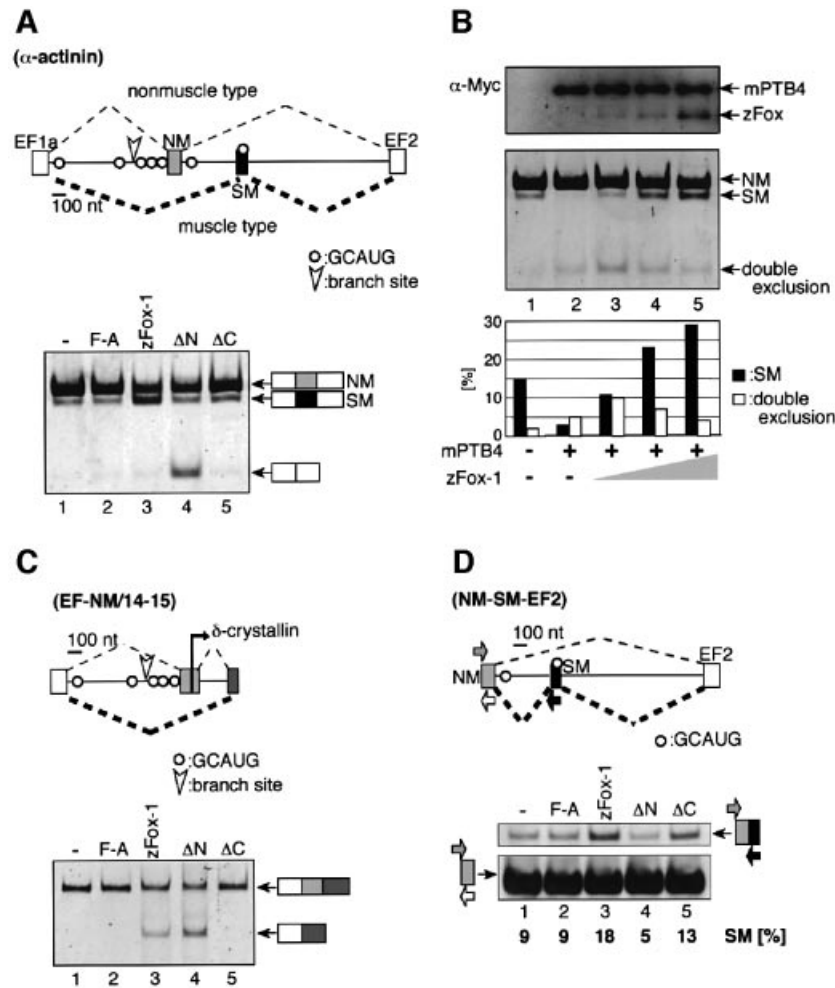 A
(α-actinin)
nonmuscle type
EF1a
NM
EF2
SM
100 nt
muscle type
:GCAUG
:branch site
- F-A zFox-1 ΔN ΔC
NM
SM
1 2 3 4 5
B
α-Myc
mPTB4
zFox
NM
SM
double
exclusion
1 2 3 4 5
30
20
10
0
[%]
:SM
:double
exclusion
mPTB4 - + + + +
zFox-1 - -
C
(EF-NM/14-15)
100 nt
δ-crystallin
:GCAUG
:branch site
- F-A zFox-1 ΔN ΔC
1 2 3 4 5
D
(NM-SM-EF2)
100 nt
EF2
SM
NM
:GCAUG
- F-A zFox-1 ΔN ΔC
1 2 3 4 5
9 9 18 5 13 SM [%]